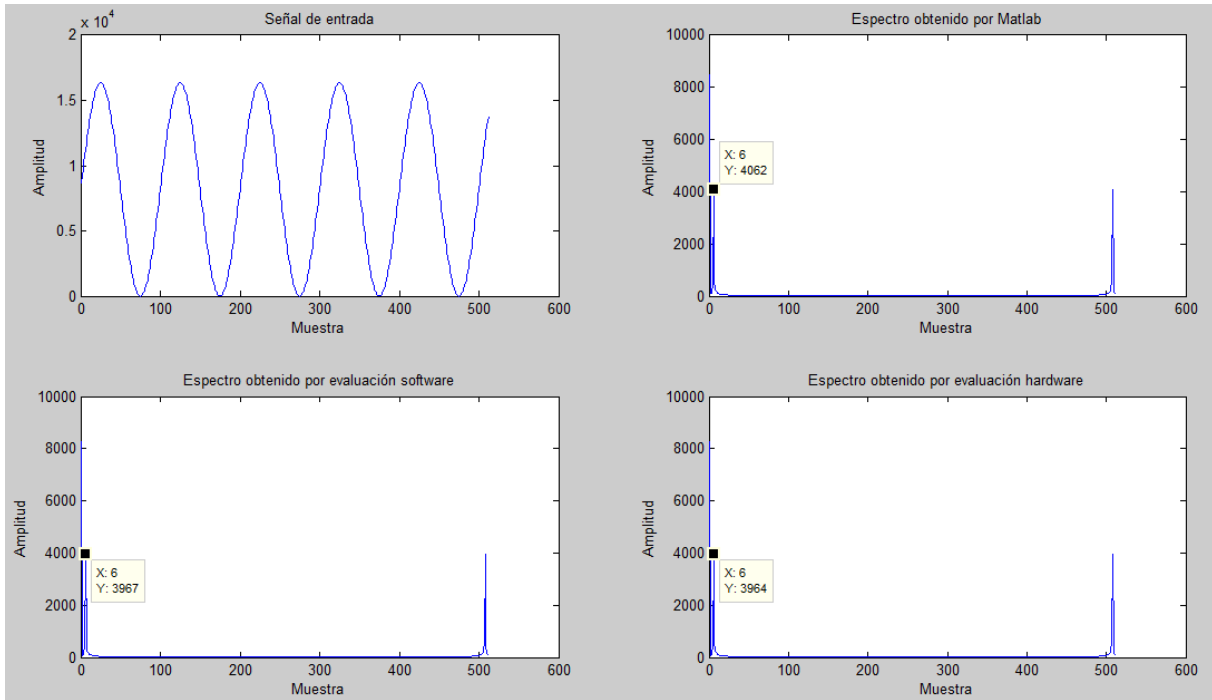 Señal de entrada
2 x 10^4
1.5
1
0.5
0
Amplitud
0 100 200 300 400 500 600
Muestra
Espectro obtenido por Matlab
10000
8000
6000
4000
2000
0
Amplitud
X: 6
Y: 4062
0 100 200 300 400 500 600
Muestra
Espectro obtenido por evaluación software
10000
8000
6000
4000
2000
0
Amplitud
X: 6
Y: 3967
0 100 200 300 400 500 600
Muestra
Espectro obtenido por evaluación hardware
10000
8000
6000
4000
2000
0
Amplitud
X: 6
Y: 3964
0 100 200 300 400 500 600
Muestra